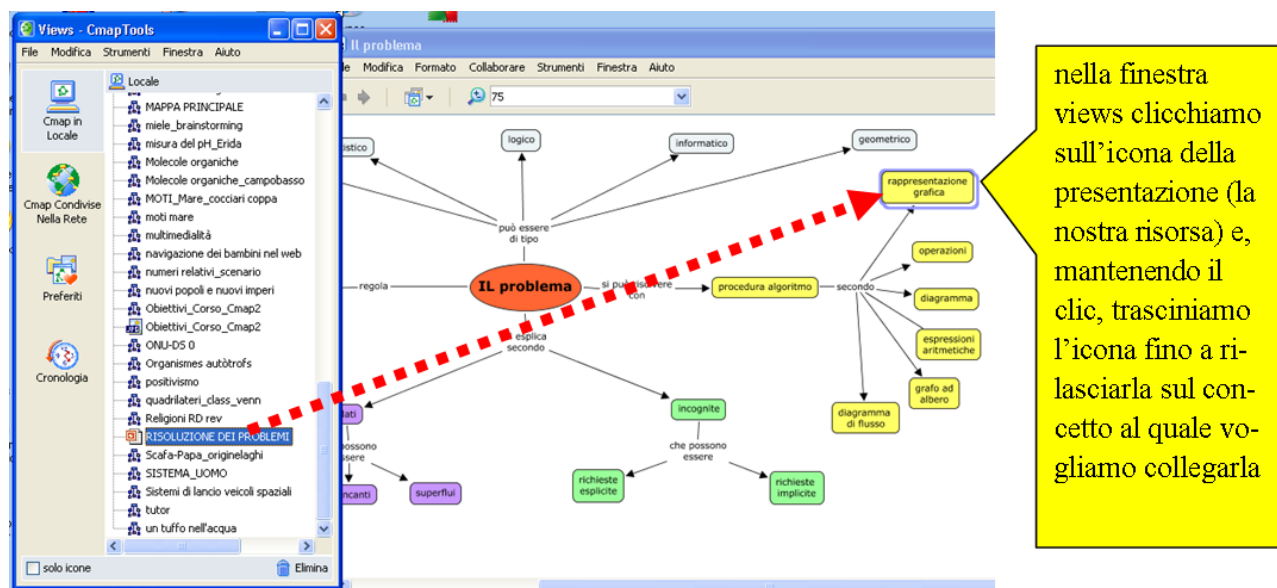 Views - CmapTools
File Modifica Strumenti Finestra Aiuto
Cmap in
Locale
Cmap Condivise
Nella Rete
Preferiti
Cronologia
Locale
MAPPA PRINCIPALE
miele_brainstorming
misura del pH_Erida
Molecole organiche
Molecole organiche_campobasso
MOTI_Mare_cocciari coppa
moti mare
multimedialità
navigazione dei bambini nel web
numeri relativi_scenario
nuovi popoli e nuovi imperi
Obiettivi_Corso_Cmap2
Obiettivi_Corso_Cmap2
ONU-DS 0
Organismes autòtrofs
positivismo
quadrilateri_class_venn
Religioni RD rev
RISOLUZIONE DEI PROBLEMI
Scafa-Papa_originelaghi
SISTEMA_UOMO
Sistemi di lancio veicoli spaziali
tutor
un tuffo nell'acqua
solo icone
Elimina
Il problema
Modifica Formato Collaborare Strumenti Finestra Aiuto
75
logico
informatico
geometrico
può essere
di tipo
IL problema
regola
si può risolvere
con
procedura algoritmo
secondo
rappresentazione
grafica
operazioni
diagramma
espressioni
aritmetiche
grafo ad
albero
diagramma
di flusso
esplica
secondo
superflui
incognite
che possono
essere
richieste
esplicite
richieste
implicite
nella finestra
views clicchiamo
sull’icona della
presentazione (la
nostra risorsa) e,
mantenendo il
clic, trasciniamo
l’icona fino a ri-
lasciarla sul con-
cetto al quale vo-
gliamo collegarla